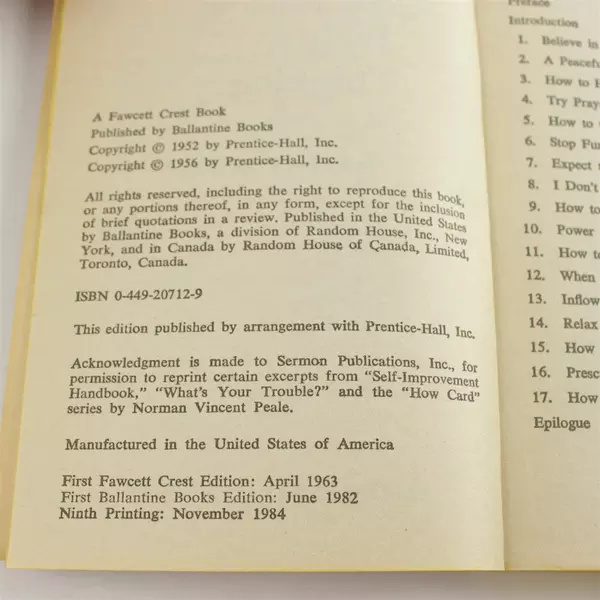 A Fawcett Crest Book
Published by Ballantine Books
Copyright © 1952 by Prentice-Hall, Inc.
Copyright © 1956 by Prentice-Hall, Inc.
All rights reserved, including the right to reproduce this book,
or any portions thereof, in any form, except for the inclusion
of brief quotations in a review. Published in the United States
by Ballantine Books, a division of Random House, Inc., New
York, and in Canada by Random House of Canada, Limited,
Toronto, Canada.
ISBN 0-449-20712-9
This edition published by arrangement with Prentice-Hall, Inc.
Acknowledgment is made to Sermon Publications, Inc., for
permission to reprint certain excerpts from "Self-Improvement
Handbook," "What's Your Trouble?" and the "How Card"
series by Norman Vincent Peale.
Manufactured in the United States of America
First Fawcett Crest Edition: April 1963
First Ballantine Books Edition: June 1982
Ninth Printing: November 1984
Preface
Introduction
1. Believe in
2. A Peacefu
3. How to
4. Try Pray
5. How to
6. Stop Fu
7. Expect
8. I Don't
9. How to
10. Power
11. How to
12. When
13. Inflow
14. Relax
15. How
16. Presc
17. How
Epilogue